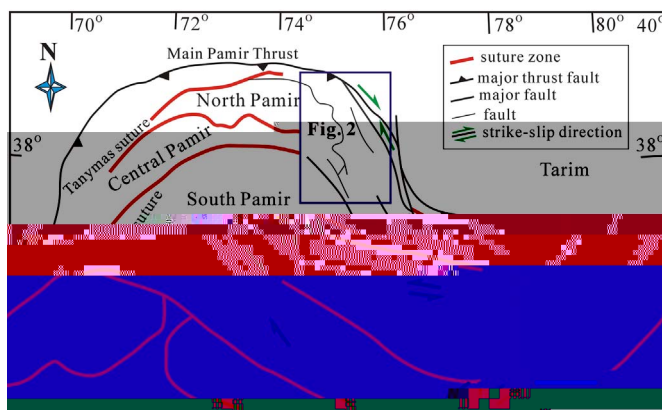 70° 72° 74° 76° 78° 80° 40°
N
Main Pamir Thrust
suture zone
major thrust fault
major fault
fault
strike-slip direction
North Pamir
Fig. 2
Tanymas suture
Central Pamir
38° 38°
Tarim
South Pamir
suture